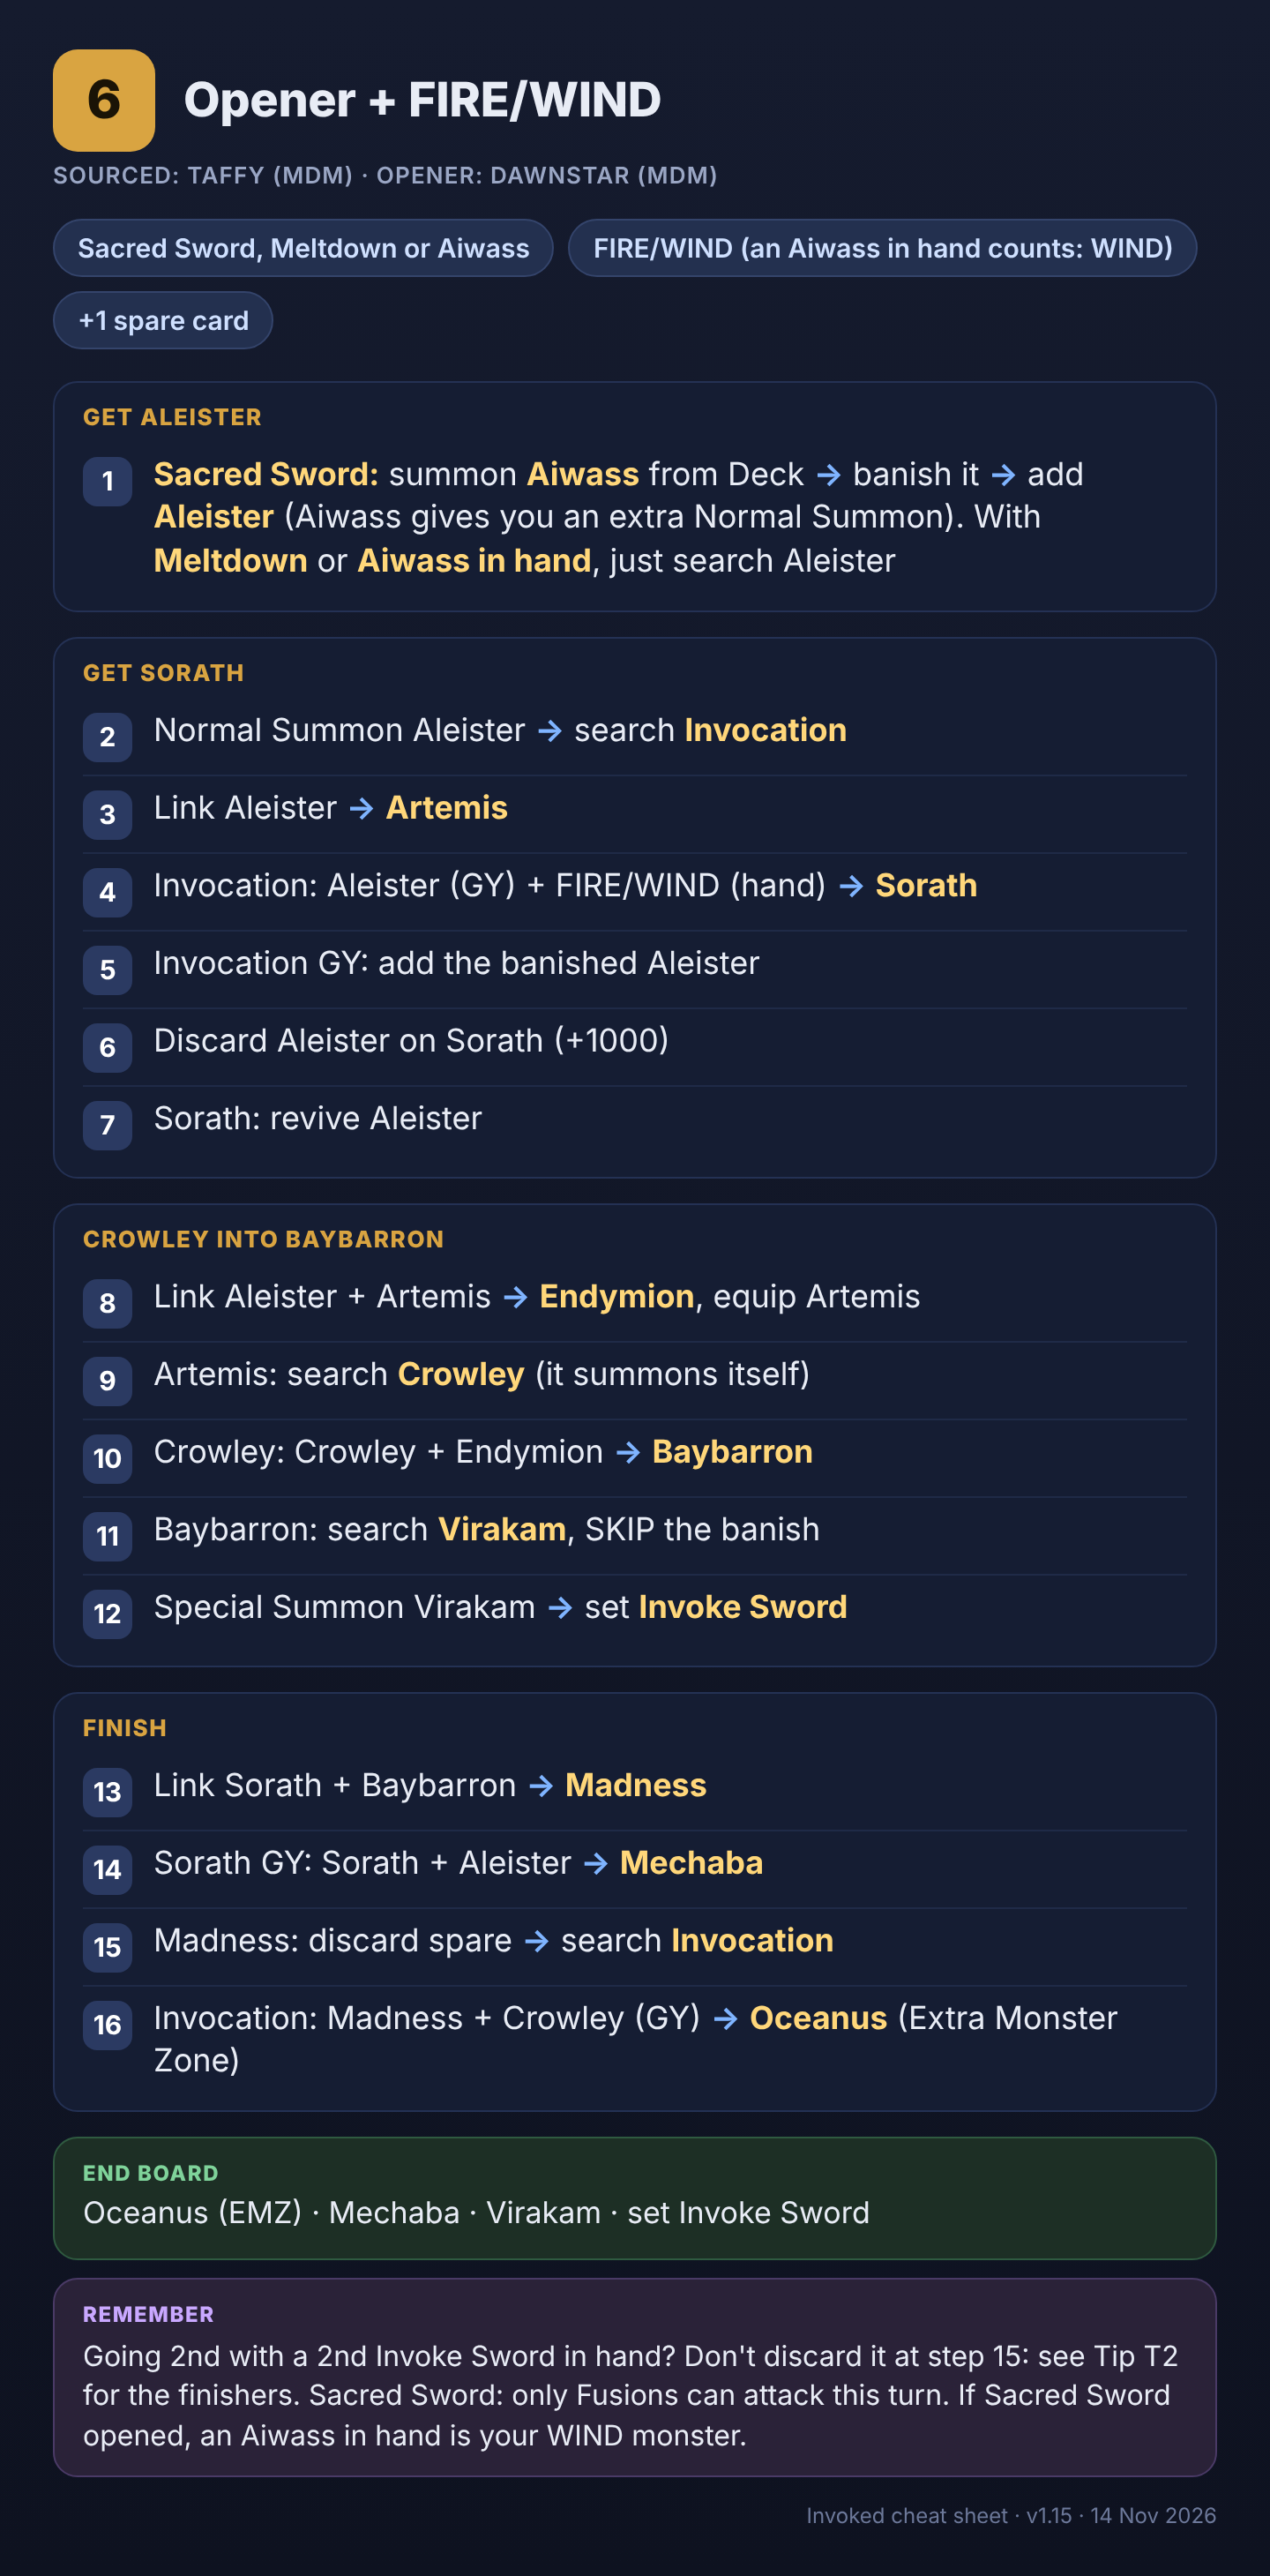 6
Opener + FIRE/WIND
SOURCED: TAFFY (MDM) · OPENER: DAWNSTAR (MDM)
Sacred Sword, Meltdown or Aiwass
FIRE/WIND (an Aiwass in hand counts: WIND)
+1 spare card
GET ALEISTER
1 Sacred Sword: summon Aiwass from Deck → banish it → add
Aleister (Aiwass gives you an extra Normal Summon). With
Meltdown or Aiwass in hand, just search Aleister
GET SORATH
2 Normal Summon Aleister → search Invocation
3 Link Aleister → Artemis
4 Invocation: Aleister (GY) + FIRE/WIND (hand) → Sorath
5 Invocation GY: add the banished Aleister
6 Discard Aleister on Sorath (+1000)
7 Sorath: revive Aleister
CROWLEY INTO BAYBARRON
8 Link Aleister + Artemis → Endymion, equip Artemis
9 Artemis: search Crowley (it summons itself)
10 Crowley: Crowley + Endymion → Baybarron
11 Baybarron: search Virakam, SKIP the banish
12 Special Summon Virakam → set Invoke Sword
FINISH
13 Link Sorath + Baybarron → Madness
14 Sorath GY: Sorath + Aleister → Mechaba
15 Madness: discard spare → search Invocation
16 Invocation: Madness + Crowley (GY) → Oceanus (Extra Monster
Zone)
END BOARD
Oceanus (EMZ) · Mechaba · Virakam · set Invoke Sword
REMEMBER
Going 2nd with a 2nd Invoke Sword in hand? Don't discard it at step 15: see Tip T2
for the finishers. Sacred Sword: only Fusions can attack this turn. If Sacred Sword
opened, an Aiwass in hand is your WIND monster.
Invoked cheat sheet · v1.15 · 14 Nov 2026